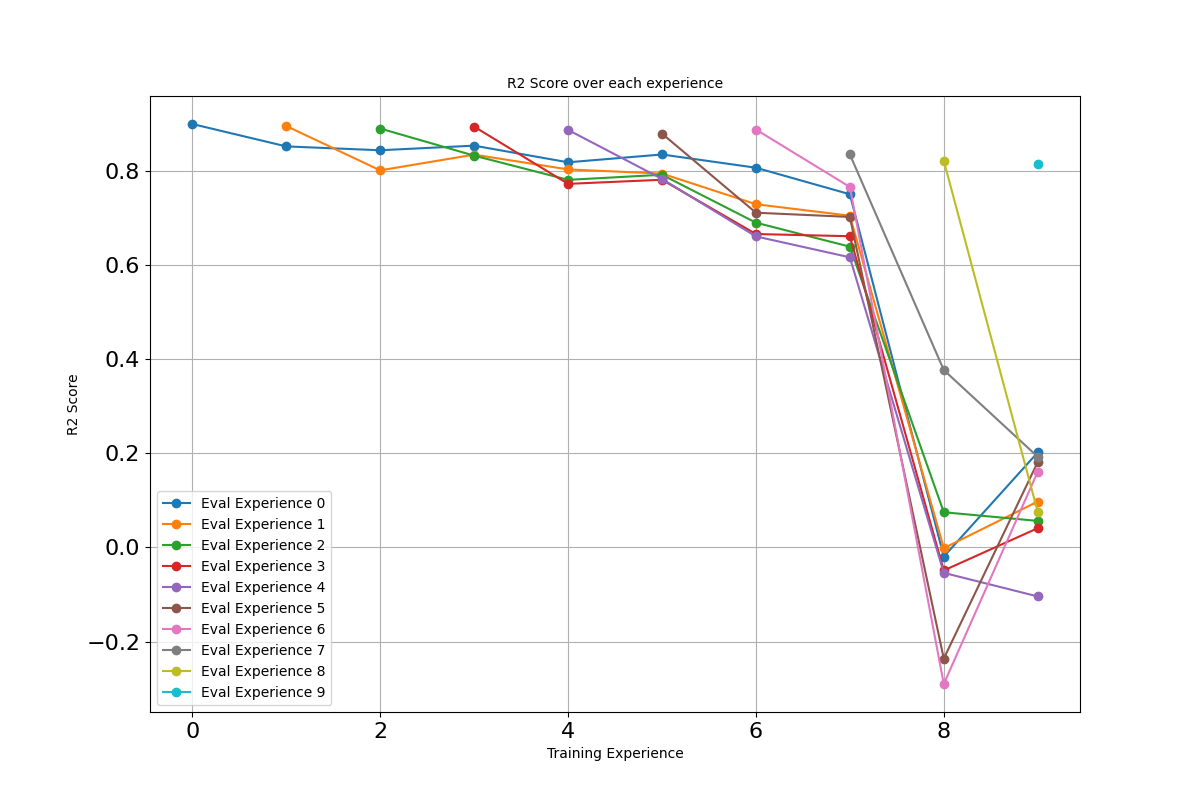 R2 Score over each experience
R2 Score
0.8
0.6
0.4
0.2
0.0
−0.2
Eval Experience 0
Eval Experience 1
Eval Experience 2
Eval Experience 3
Eval Experience 4
Eval Experience 5
Eval Experience 6
Eval Experience 7
Eval Experience 8
Eval Experience 9
0 2 4 6 8
Training Experience